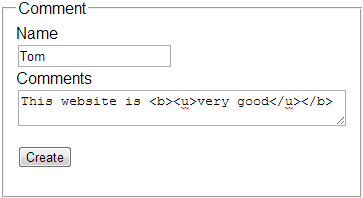 Comment
Name
Tom
Comments
This website is <b><u>very good</u></b>
Create